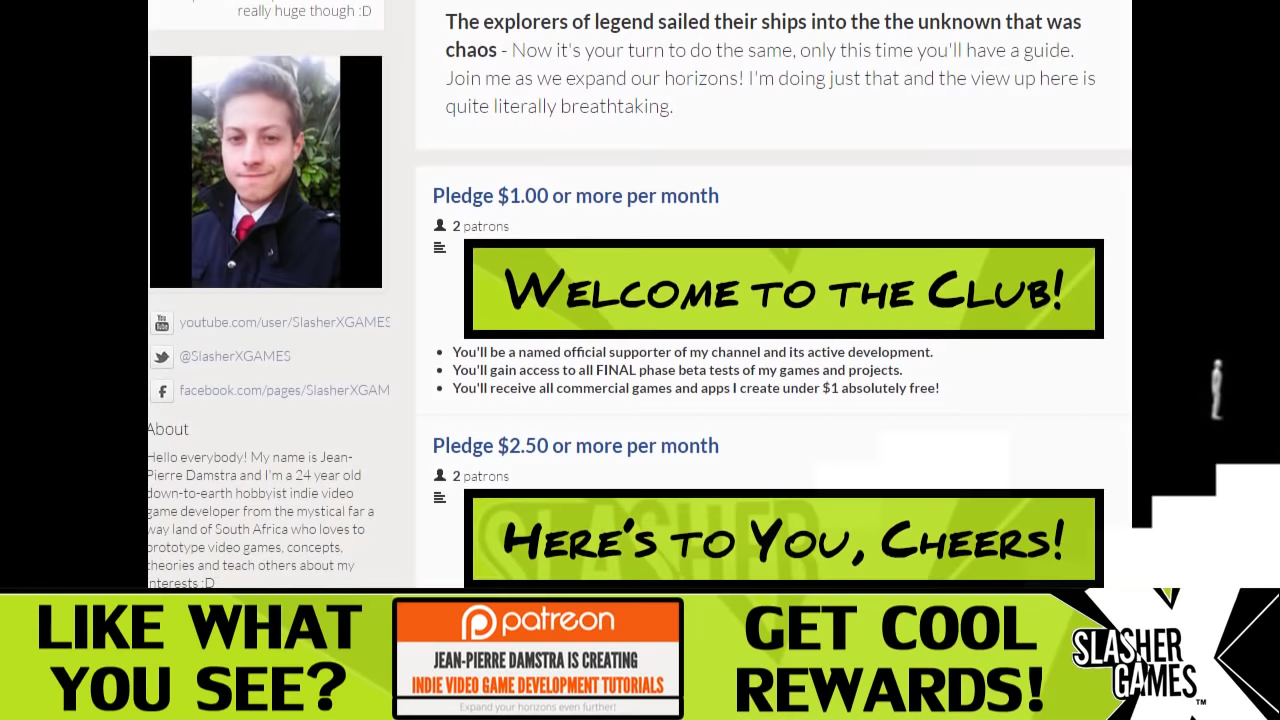 really huge though :D
youtube.com/user/SlasherXGAMES
@SlasherXGAMES
facebook.com/pages/SlasherXGAM
About
Hello everybody! My name is Jean-
Pierre Damstra and I'm a 24 year old
down-to-earth hobbyist indie video
game developer from the mystical far a
way land of South Africa who loves to
prototype video games, concepts,
theories and teach others about my
interests :D
The explorers of legend sailed their ships into the the unknown that was
chaos - Now it's your turn to do the same, only this time you'll have a guide.
Join me as we expand our horizons! I'm doing just that and the view up here is
quite literally breathtaking.
Pledge $1.00 or more per month
2 patrons
WELCOME TO THE CLUB!
• You'll be a named official supporter of my channel and its active development.
• You'll gain access to all FINAL phase beta tests of my games and projects.
• You'll receive all commercial games and apps I create under $1 absolutely free!
Pledge $2.50 or more per month
2 patrons
HERE'S TO YOU, CHEERS!
LIKE WHAT
YOU SEE?
patreon
JEAN-PIERRE DAMSTRA IS CREATING
INDIE VIDEO GAME DEVELOPMENT TUTORIALS
Expand your horizons even further!
GET COOL
REWARDS!
SLASHER
GAMES™